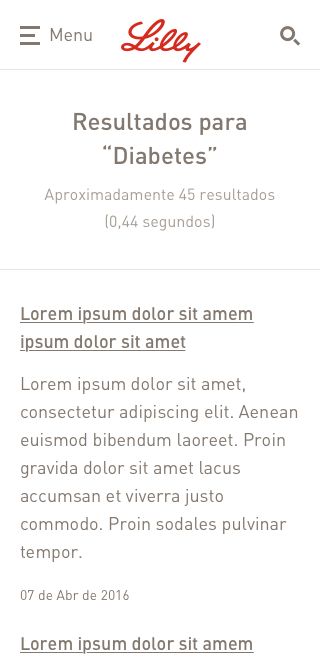 Menu
Lilly
Resultados para
“Diabetes”
Aproximadamente 45 resultados
(0,44 segundos)
Lorem ipsum dolor sit amem
ipsum dolor sit amet
Lorem ipsum dolor sit amet,
consectetur adipiscing elit. Aenean
euismod bibendum laoreet. Proin
gravida dolor sit amet lacus
accumsan et viverra justo
commodo. Proin sodales pulvinar
tempor.
07 de Abr de 2016
Lorem ipsum dolor sit amem